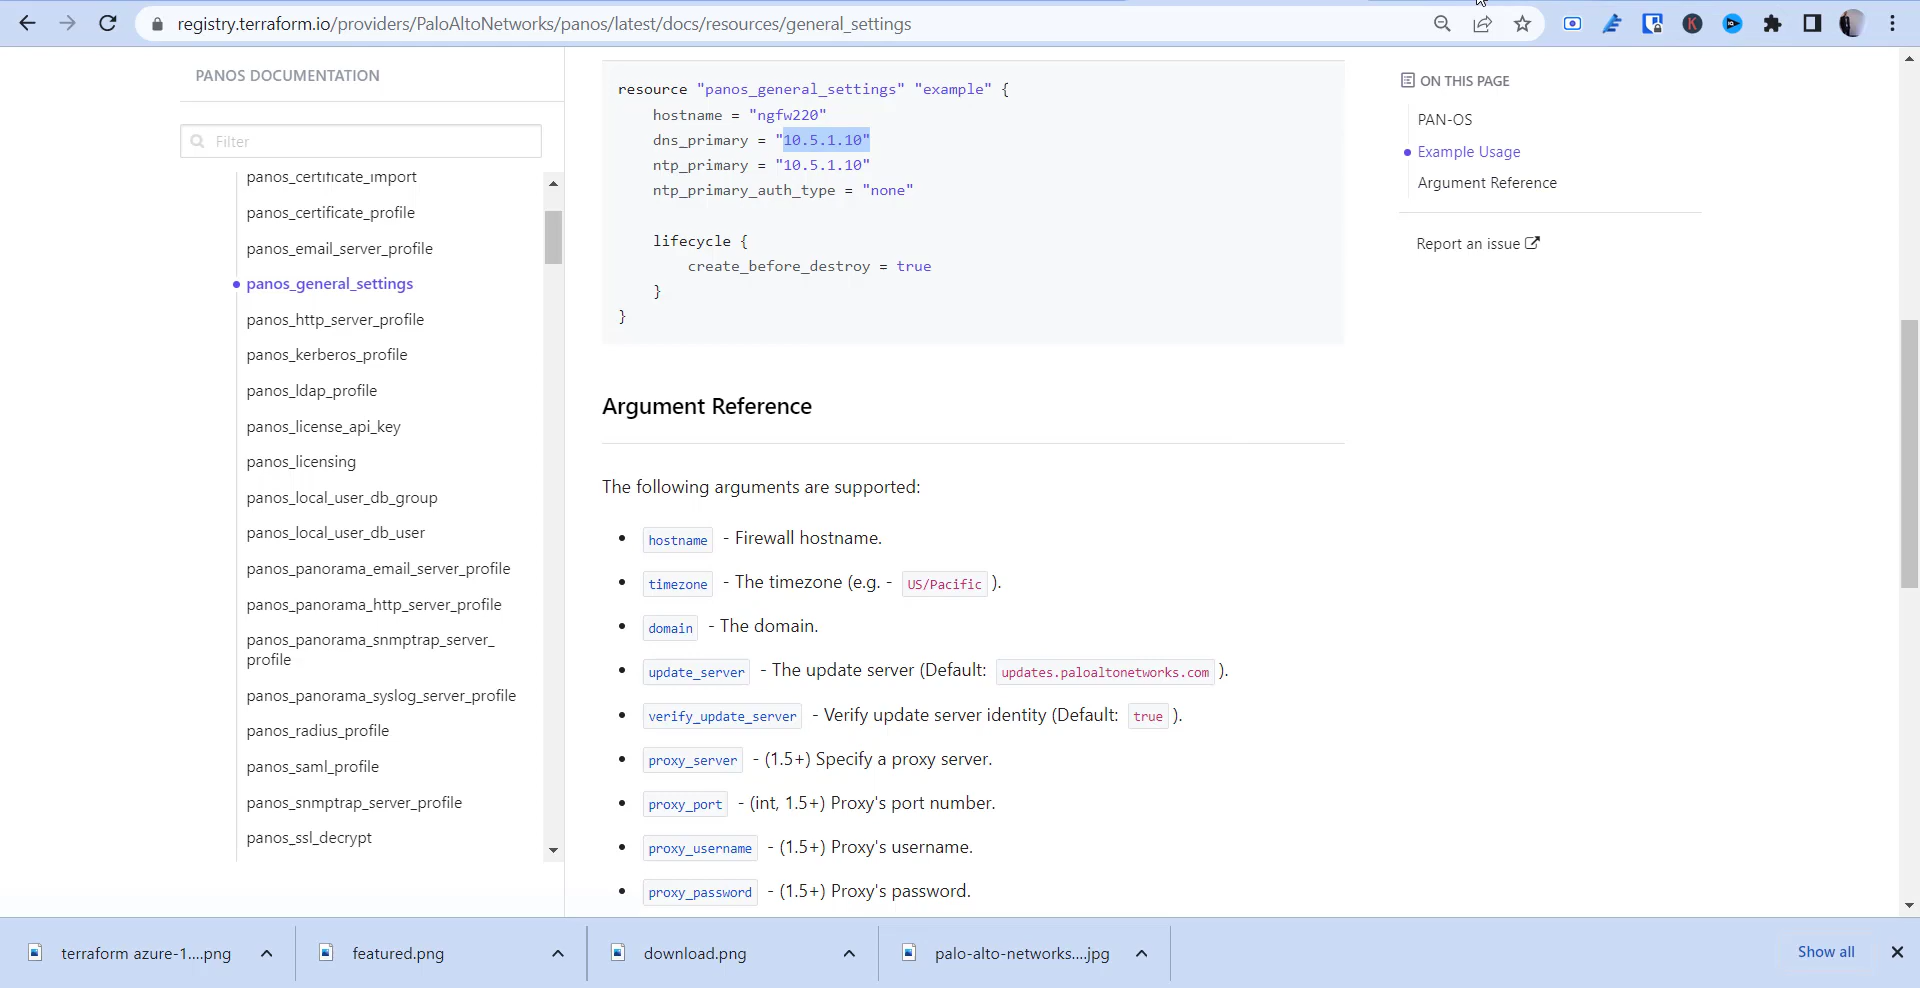 registry.terraform.io/providers/PaloAltoNetworks/panos/latest/docs/resources/general_settings
PANOS DOCUMENTATION
Filter
panos_certificate_import
panos_certificate_profile
panos_email_server_profile
panos_general_settings
panos_http_server_profile
panos_kerberos_profile
panos_ldap_profile
panos_license_api_key
panos_licensing
panos_local_user_db_group
panos_local_user_db_user
panos_panorama_email_server_profile
panos_panorama_http_server_profile
panos_panorama_snmptrap_server_
profile
panos_panorama_syslog_server_profile
panos_radius_profile
panos_saml_profile
panos_snmptrap_server_profile
panos_ssl_decrypt
resource "panos_general_settings" "example" {
hostname = "ngfw220"
dns_primary = "10.5.1.10"
ntp_primary = "10.5.1.10"
ntp_primary_auth_type = "none"
lifecycle {
create_before_destroy = true
}
}
Argument Reference
The following arguments are supported:
• hostname - Firewall hostname.
• timezone - The timezone (e.g. - US/Pacific ).
• domain - The domain.
• update_server - The update server (Default: updates.paloaltonetworks.com ).
• verify_update_server - Verify update server identity (Default: true ).
• proxy_server - (1.5+) Specify a proxy server.
• proxy_port - (int, 1.5+) Proxy's port number.
• proxy_username - (1.5+) Proxy's username.
• proxy_password - (1.5+) Proxy's password.
ON THIS PAGE
PAN-OS
Example Usage
Argument Reference
Report an issue
terraform azure-1....png
featured.png
download.png
palo-alto-networks....jpg
Show all